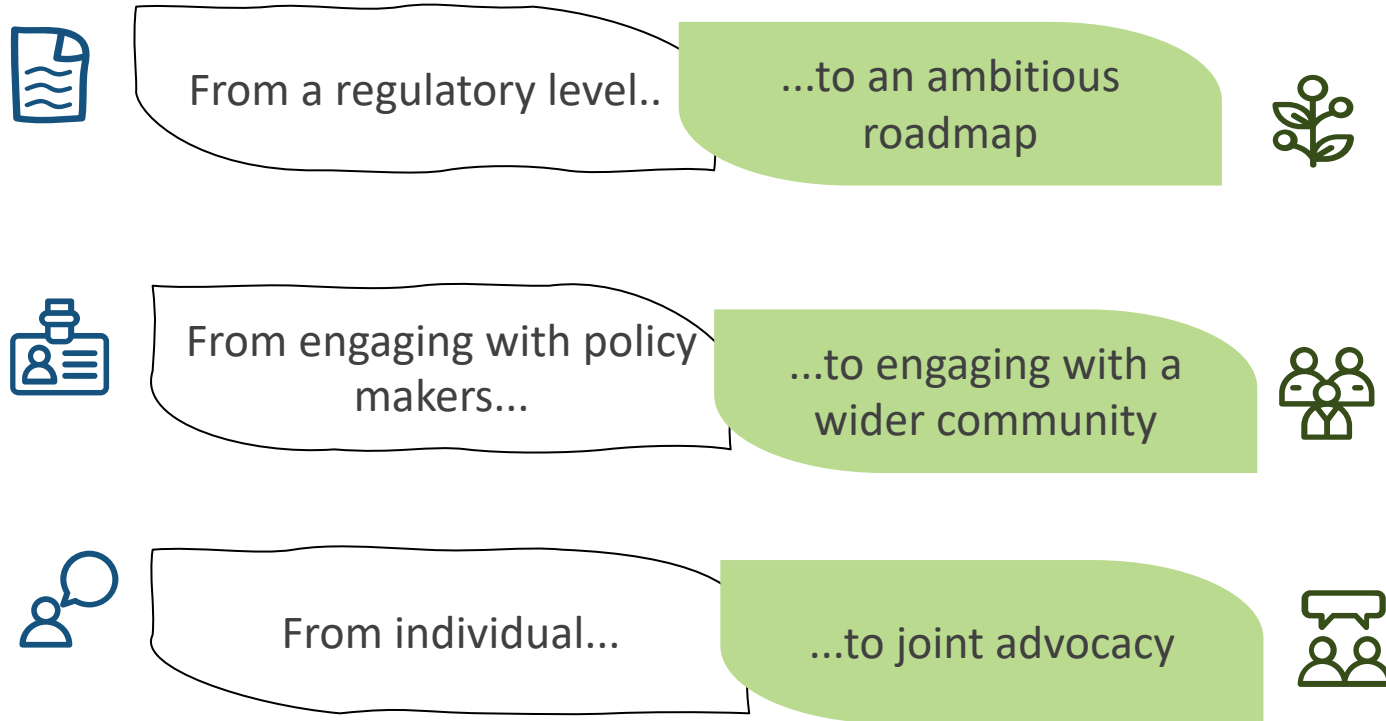 From a regulatory level..
...to an ambitious
roadmap
From engaging with policy
makers...
...to engaging with a
wider community
From individual...
...to joint advocacy